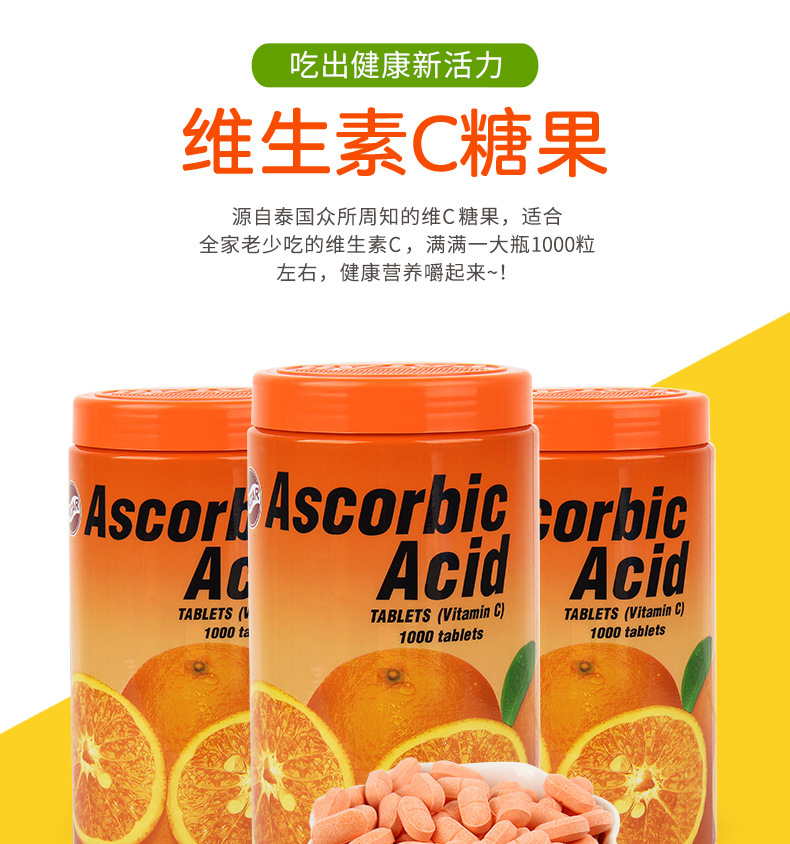 吃出健康新活力
维生素C糖果
源自泰国众所周知的维C糖果，适合
全家老少吃的维生素C，满满一大瓶1000粒
左右，健康营养嚼起来~！
Ascorbic
Acid
TABLETS (Vitamin C)
1000 tablets